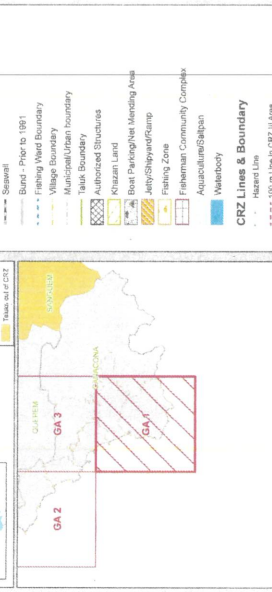 Seawall
Bund - Prior to 1991
Fishing Ward Boundary
Village Boundary
Municipal/Urban boundary
Taluk Boundary
Authorized Structures
Khazan Land
Boat Parking/Net Mending Area
Jetty/Shipyard/Ramp
Fishing Zone
Fisherman Community Complex
Aquaculture/Saltpan
Waterbody
CRZ Lines & Boundary
Hazard Line
Talukas out of CRZ
QUEPEM
GA 3
GA 1
GA 2